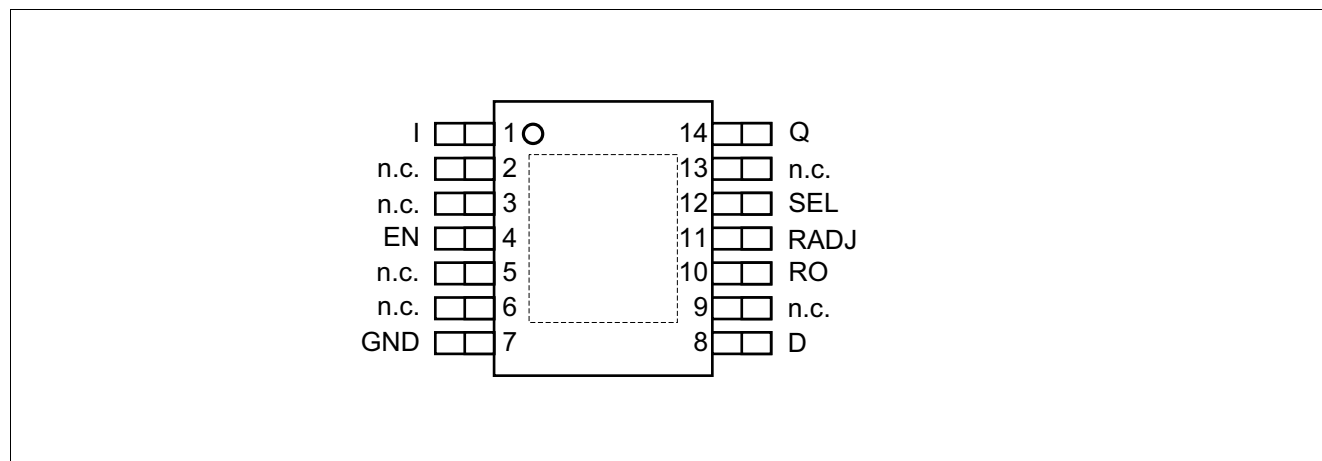 I 1 14 Q
n.c. 2 13 n.c.
n.c. 3 12 SEL
EN 4 11 RADJ
n.c. 5 10 RO
n.c. 6 9 n.c.
GND 7 8 D